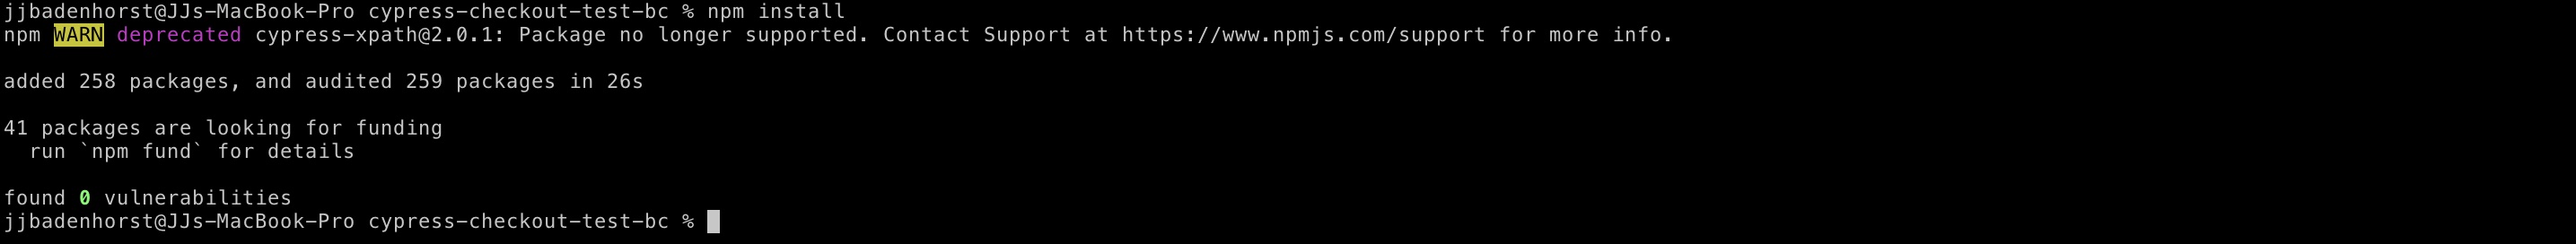 jjbadenhorst@JJs-MacBook-Pro cypress-checkout-test-bc % npm install
npm WARN deprecated cypress-xpath@2.0.1: Package no longer supported. Contact Support at https://www.npmjs.com/support for more info.
added 258 packages, and audited 259 packages in 26s
41 packages are looking for funding
  run `npm fund` for details
found 0 vulnerabilities
jjbadenhorst@JJs-MacBook-Pro cypress-checkout-test-bc %